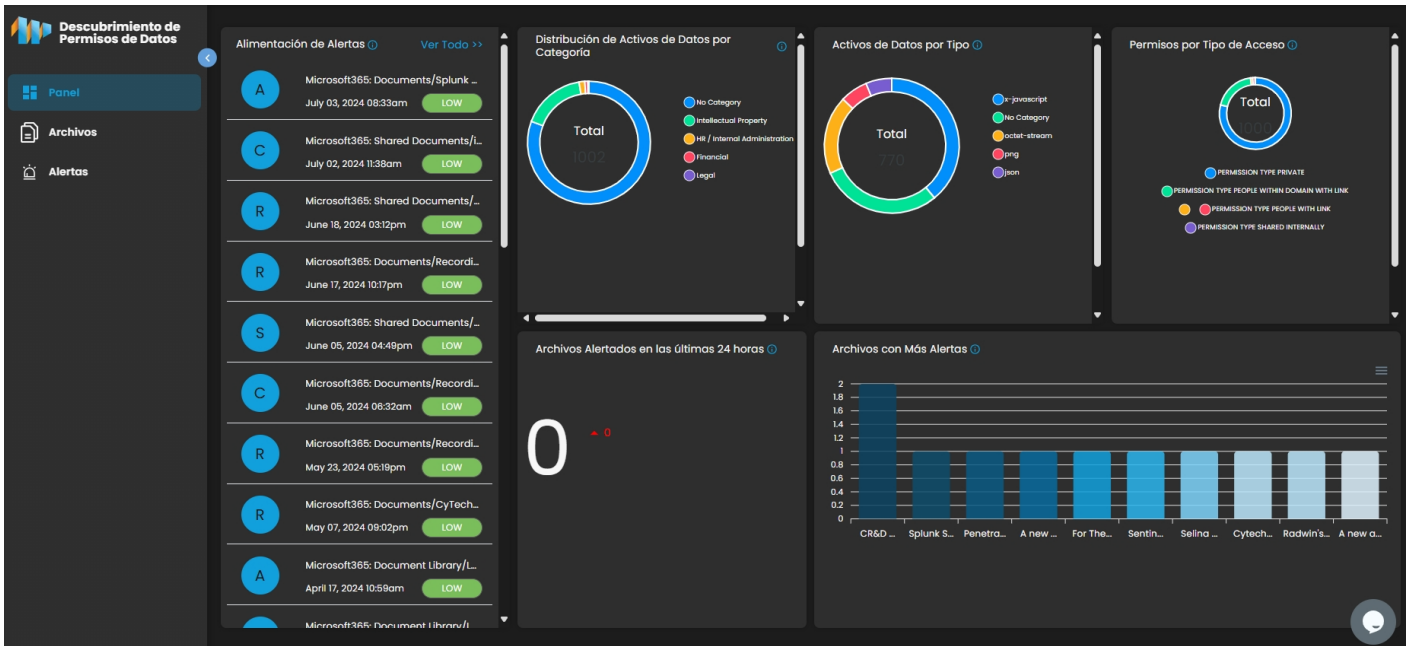 Descubrimiento de
Permisos de Datos
Panel
Archivos
Alertas
Alimentación de Alertas
Ver Todo >>
A
Microsoft365: Documents/Splunk ...
July 03, 2024 08:33am
LOW
C
Microsoft365: Shared Documents/i...
July 02, 2024 11:38am
LOW
R
Microsoft365: Shared Documents/...
June 18, 2024 03:12pm
LOW
R
Microsoft365: Documents/Recordi...
June 17, 2024 10:17pm
LOW
S
Microsoft365: Shared Documents/...
June 05, 2024 04:49pm
LOW
C
Microsoft365: Documents/Recordi...
June 05, 2024 06:32am
LOW
R
Microsoft365: Documents/Recordi...
May 23, 2024 05:19pm
LOW
R
Microsoft365: Documents/CyTech...
May 07, 2024 09:02pm
LOW
A
Microsoft365: Document Library/L...
April 17, 2024 10:59am
LOW
Microsoft365: Document Library/L...
Distribución de Activos de Datos por
Categoría
Total
1002
No Category
Intellectual Property
HR / Internal Administration
Financial
Legal
Activos de Datos por Tipo
Total
770
x-javascript
No Category
octet-stream
png
json
Permisos por Tipo de Acceso
Total
1000
PERMISSION TYPE PRIVATE
PERMISSION TYPE PEOPLE WITHIN DOMAIN WITH LINK
PERMISSION TYPE PEOPLE WITH LINK
PERMISSION TYPE SHARED INTERNALLY
Archivos Alertados en las últimas 24 horas
0
0
Archivos con Más Alertas
2
1.8
1.6
1.4
1.2
1
0.8
0.6
0.4
0.2
0
CR&D ...
Splunk S...
Penetra...
A new ...
For The...
Sentin...
Selina ...
Cytech...
Radwin's...
A new a...